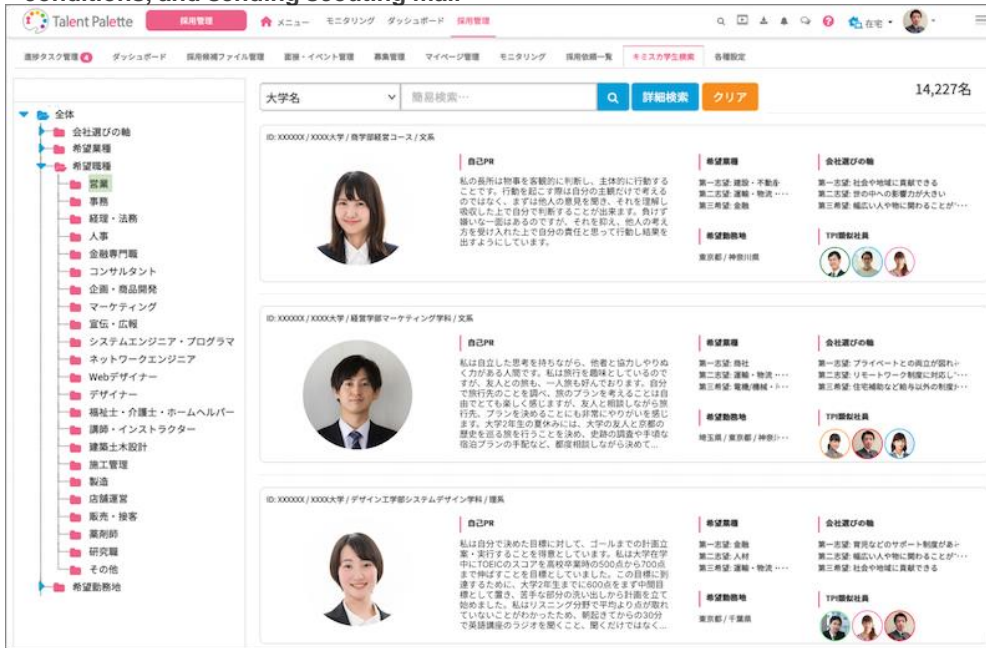 Talent Palette
採用管理
メニュー モニタリング ダッシュボード 採用管理
在宅
進捗タスク管理 4 ダッシュボード 採用候補ファイル管理 面接・イベント管理 募集管理 マイページ管理 モニタリング 採用依頼一覧 キミスカ学生検索 各種設定
大学名 簡易検索… 詳細検索 クリア 14,227名
全体
会社選びの軸
希望業種
希望職種
営業
事務
経理・法務
人事
金融専門職
コンサルタント
企画・商品開発
マーケティング
宣伝・広報
システムエンジニア・プログラマ
ネットワークエンジニア
Webデザイナー
デザイナー
福祉士・介護士・ホームヘルパー
講師・インストラクター
建築土木設計
施工管理
製造
店舗運営
販売・接客
薬剤師
研究職
その他
希望勤務地
ID: XXXXXX / XXXX大学 / 商学部経営コース / 文系
自己PR
私の長所は物事を客観的に判断し、主体的に行動する
ことです。行動を起こす際は自分の主観だけで考える
のではなく、まずは他人の意見を聞き、それを理解し
吸収した上で自分で判断することが出来ます。負けず
嫌いな一面はあるのですが、それを抑え、他人の考え
方を受け入れた上で自分の責任と思って行動し結果を
出すようにしています。
希望業種
第一志望: 建設・不動産
第二志望: 運輸・物流・…
第三志望: 金融
会社選びの軸
第一志望: 社会や地域に貢献できる
第二志望: 世の中への影響力が大きい
第三志望: 幅広い人や物に関わることが…
希望勤務地
東京都 / 神奈川県
TPI類似社員
ID: XXXXXX / XXXX大学 / 経営学部マーケティング学科 / 文系
自己PR
私は自立した思考を持ちながら、他者と協力しやりぬ
く力がある人間です。私は旅行を趣味としているので
すが、友人との旅も、一人旅も好んでおります。自分
で旅行先のことを調べ、旅のプランを考えることは自
由でとても楽しく感じますが、友人と相談しながら旅
行先、プランを決めることにも非常にやりがいを感じ
ます。大学2年生の夏休みには、大学の友人と京都の
歴史を巡る旅を行うことを決め、史跡の調査や手頃な
宿泊プランの手配など、都度相談しながら決めて…
希望業種
第一志望: 商社
第二志望: 運輸・物流・…
第三志望: 電機/機械・…
会社選びの軸
第一志望: プライベートとの両立が図れ…
第二志望: リモートワーク制度に対応し…
第三志望: 住宅補助など給与以外の制度…
希望勤務地
埼玉県 / 東京都 / 神奈川…
TPI類似社員
ID: XXXXXX / XXXX大学 / デザイン工学部システムデザイン学科 / 理系
自己PR
私は自分で決めた目標に対して、ゴールまでの計画立
案・実行することを得意としています。私は大学在学
中にTOEICのスコアを高校卒業時の500点から700点
まで伸ばすことを目標としていました。この目標に到
達するために、大学2年生までに600点をまず中間目
標として置き、苦手な部分の洗い出しから計画を立て
始めました。私はリスニング分野で平均より点が取れ
ていないことがわかったため、朝起きてからの30分
で英語講座のラジオを聞くこと、聞くだけではなく…
希望業種
第一志望: 金融
第二志望: 人材
第三志望: 運輸・物流・…
会社選びの軸
第一志望: 育児などのサポート制度があ…
第二志望: 幅広い人や物に関わることが…
第三志望: 社会や地域に貢献できる
希望勤務地
東京都 / 千葉県
TPI類似社員